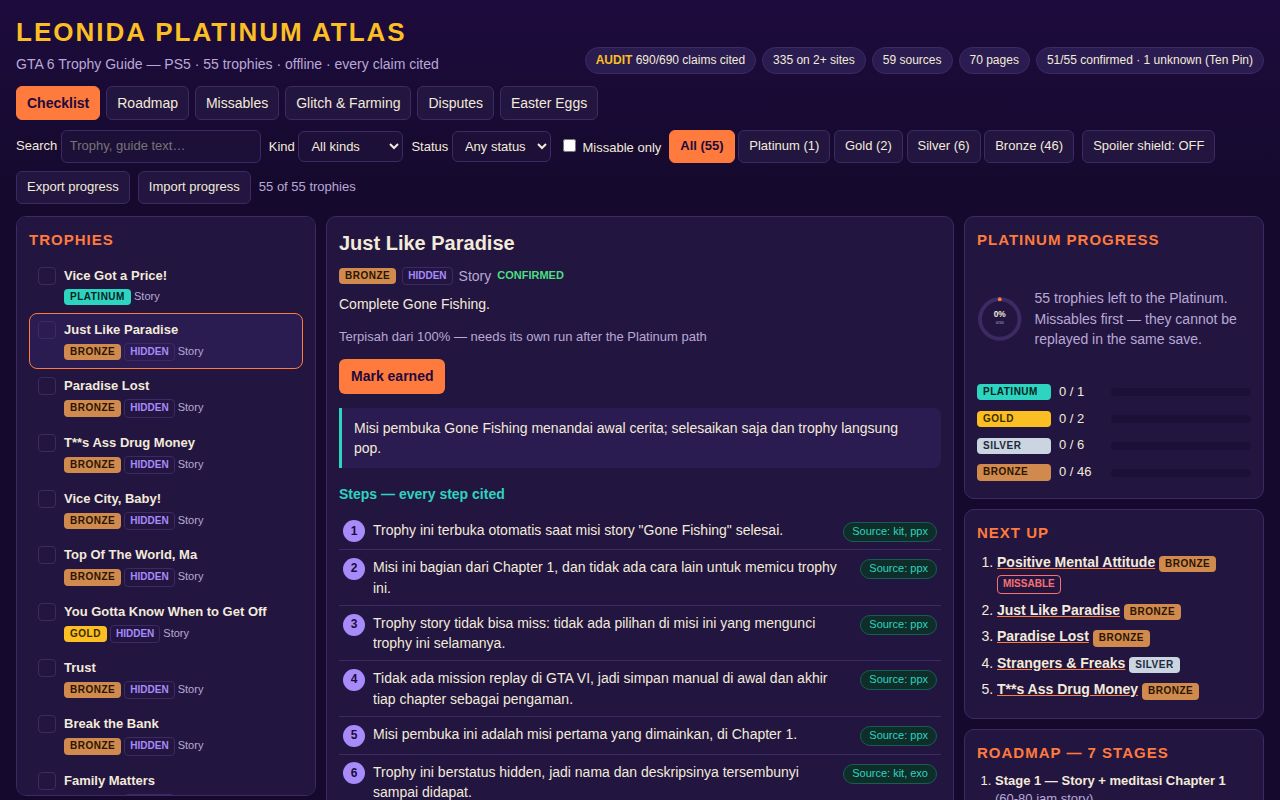 LEONIDA PLATINUM ATLAS
GTA 6 Trophy Guide — PS5 · 55 trophies · offline · every claim cited
AUDIT 690/690 claims cited
335 on 2+ sites
59 sources
70 pages
51/55 confirmed · 1 unknown (Ten Pin)
Checklist
Roadmap
Missables
Glitch & Farming
Disputes
Easter Eggs
Search Trophy, guide text… Kind All kinds Status Any status Missable only All (55) Platinum (1) Gold (2) Silver (6) Bronze (46) Spoiler shield: OFF
Export progress Import progress 55 of 55 trophies
TROPHIES
Vice Got a Price!
PLATINUM Story
Just Like Paradise
BRONZE HIDDEN Story
Paradise Lost
BRONZE HIDDEN Story
T**s Ass Drug Money
BRONZE HIDDEN Story
Vice City, Baby!
BRONZE HIDDEN Story
Top Of The World, Ma
BRONZE HIDDEN Story
You Gotta Know When to Get Off
GOLD HIDDEN Story
Trust
BRONZE HIDDEN Story
Break the Bank
BRONZE HIDDEN Story
Family Matters
Just Like Paradise
BRONZE HIDDEN Story CONFIRMED
Complete Gone Fishing.
Terpisah dari 100% — needs its own run after the Platinum path
Mark earned
Misi pembuka Gone Fishing menandai awal cerita; selesaikan saja dan trophy langsung
pop.
Steps — every step cited
1 Trophy ini terbuka otomatis saat misi story "Gone Fishing" selesai. Source: kit, ppx
2 Misi ini bagian dari Chapter 1, dan tidak ada cara lain untuk memicu trophy Source: ppx
ini.
3 Trophy story tidak bisa miss: tidak ada pilihan di misi ini yang mengunci Source: ppx
trophy ini selamanya.
4 Tidak ada mission replay di GTA VI, jadi simpan manual di awal dan akhir Source: ppx
tiap chapter sebagai pengaman.
5 Misi pembuka ini adalah misi pertama yang dimainkan, di Chapter 1. Source: ppx
6 Trophy ini berstatus hidden, jadi nama dan deskripsinya tersembunyi Source: kit, exo
sampai didapat.
PLATINUM PROGRESS
0%
55 trophies left to the Platinum.
Missables first — they cannot be
replayed in the same save.
PLATINUM 0 / 1
GOLD 0 / 2
SILVER 0 / 6
BRONZE 0 / 46
NEXT UP
1. Positive Mental Attitude BRONZE
MISSABLE
2. Just Like Paradise BRONZE
3. Paradise Lost BRONZE
4. Strangers & Freaks SILVER
5. T**s Ass Drug Money BRONZE
ROADMAP — 7 STAGES
1. Stage 1 — Story + meditasi Chapter 1
(60-80 jam story)